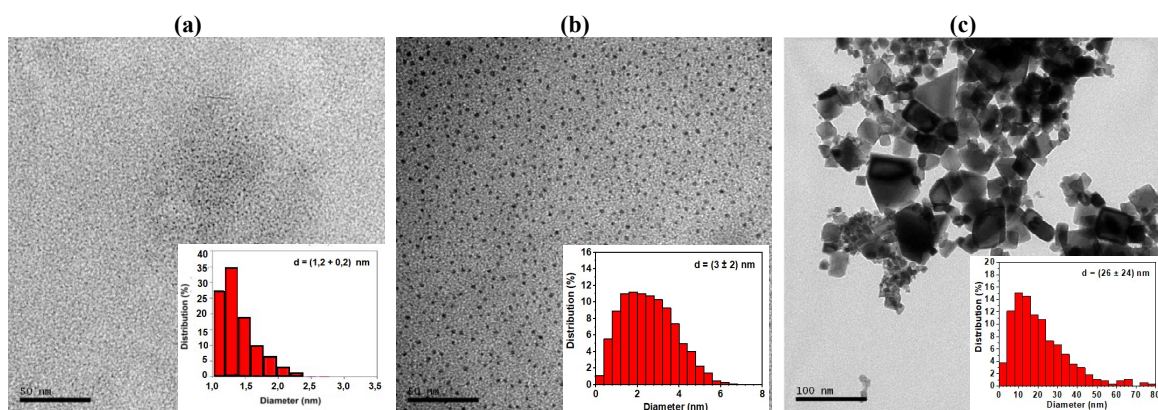 (a)
(b)
(c)
50 nm
40
35
30
25
20
15
10
5
0
Distribution (%)
d = (1,2 + 0,2) nm
1,0 1,5 2,0 2,5 3,0 3,5
Diameter (nm)
16
14
12
10
8
6
4
2
0
Distribution (%)
d = (3 ± 2) nm
0 2 4 6 8
Diameter (nm)
100 nm
20
18
16
14
12
10
8
6
4
2
0
Distribution (%)
d = (26 ± 24) nm
0 10 20 30 40 50 60 70 80
Diameter (nm)